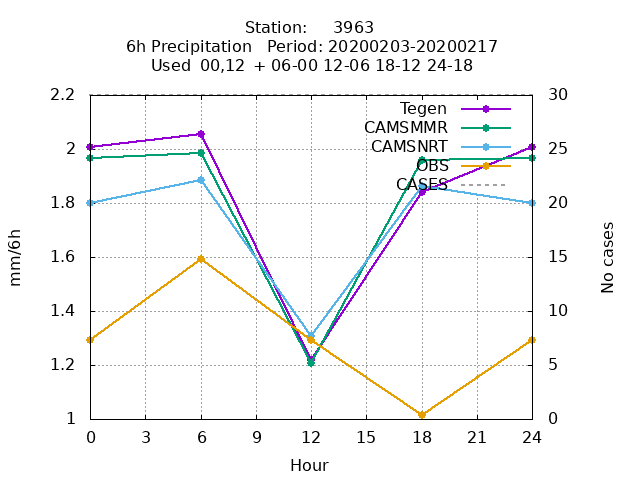 Station: 3963
6h Precipitation Period: 20200203-20200217
Used 00,12 + 06-00 12-06 18-12 24-18
2.2
2
1.8
1.6
1.4
1.2
1
mm/6h
30
25
20
15
10
5
0
No cases
Tegen
CAMSMMR
CAMSNRT
OBS
CASES
0 3 6 9 12 15 18 21 24
Hour